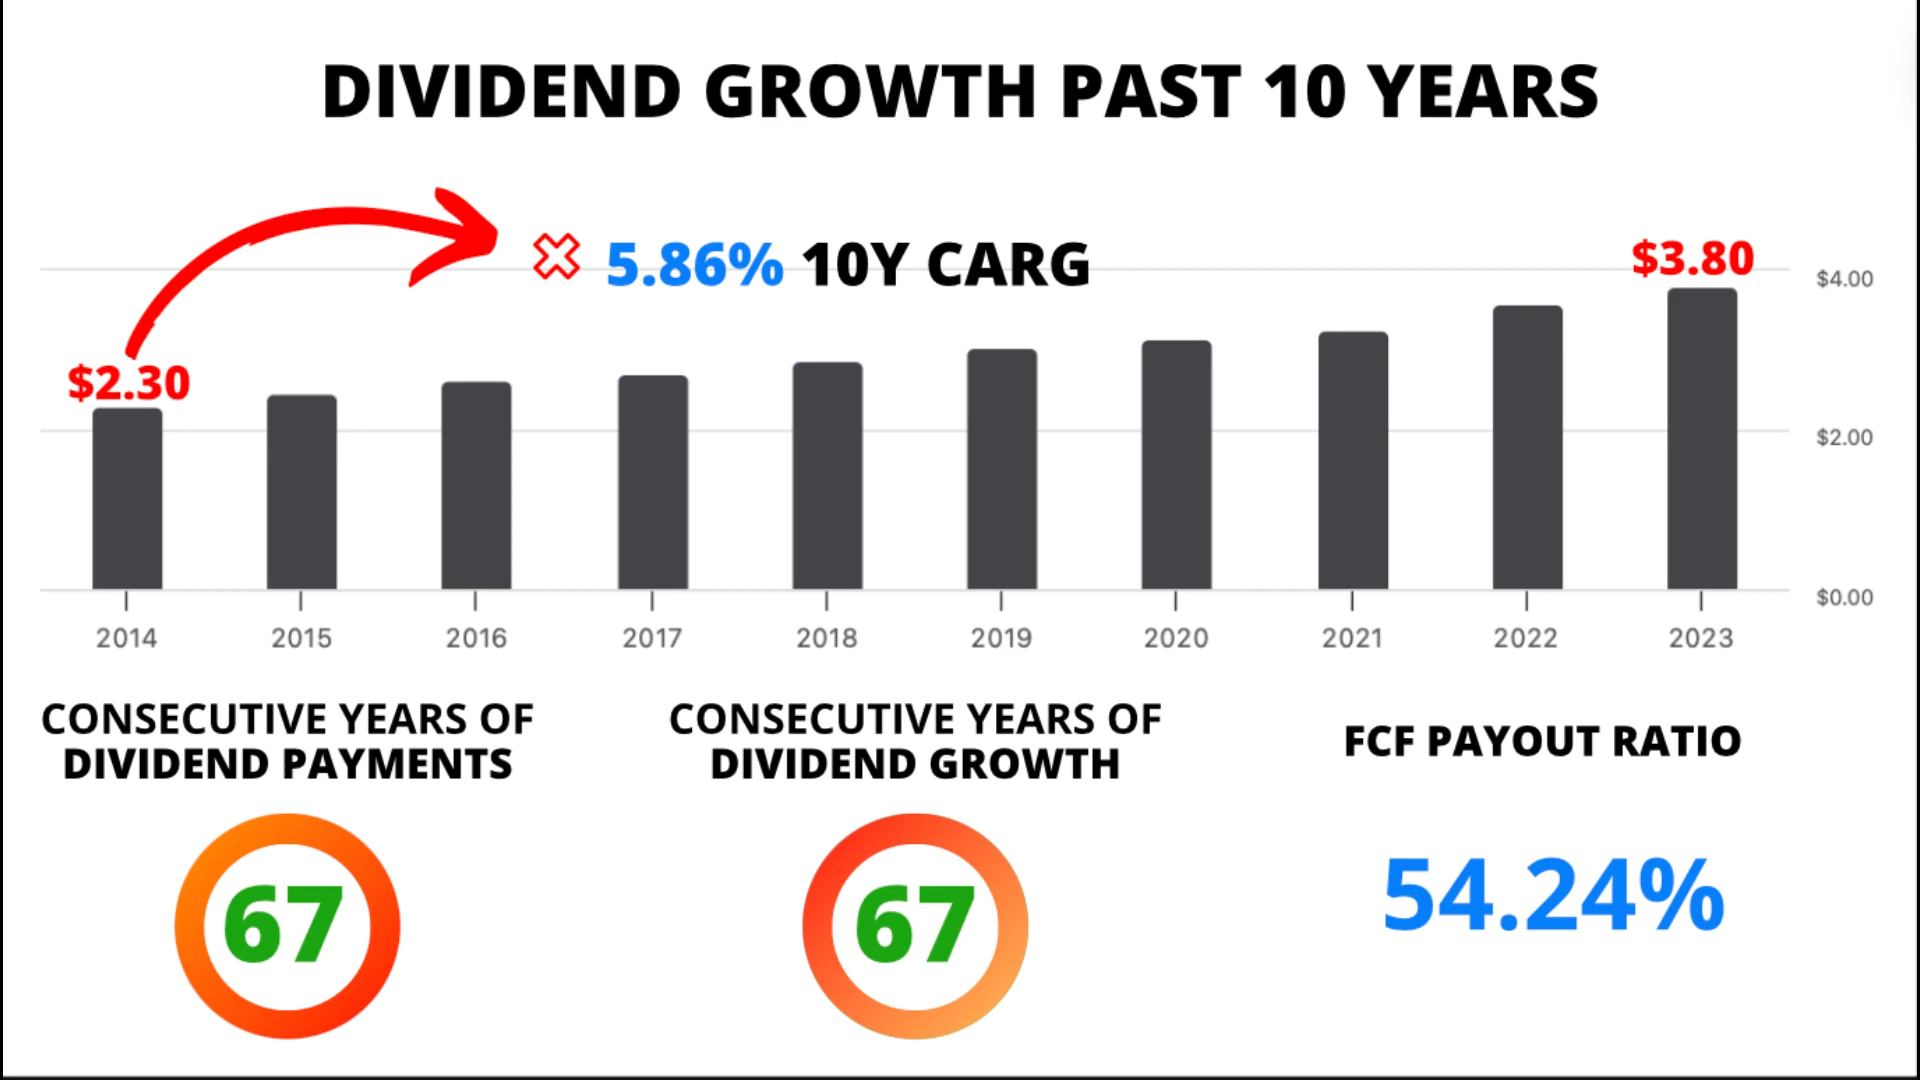 DIVIDEND GROWTH PAST 10 YEARS
5.86% 10Y CARG
$3.80
$4.00
$2.30
$2.00
$0.00
2014 2015 2016 2017 2018 2019 2020 2021 2022 2023
CONSECUTIVE YEARS OF
DIVIDEND PAYMENTS
67
CONSECUTIVE YEARS OF
DIVIDEND GROWTH
67
FCF PAYOUT RATIO
54.24%